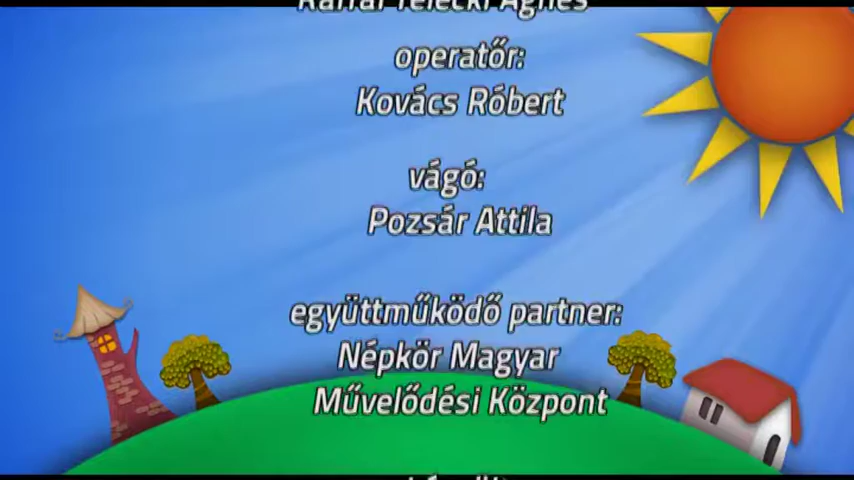 operatőr:
Kovács Róbert
vágó:
Pozsár Attila
együttműködő partner:
Népkör Magyar
Művelődési Központ